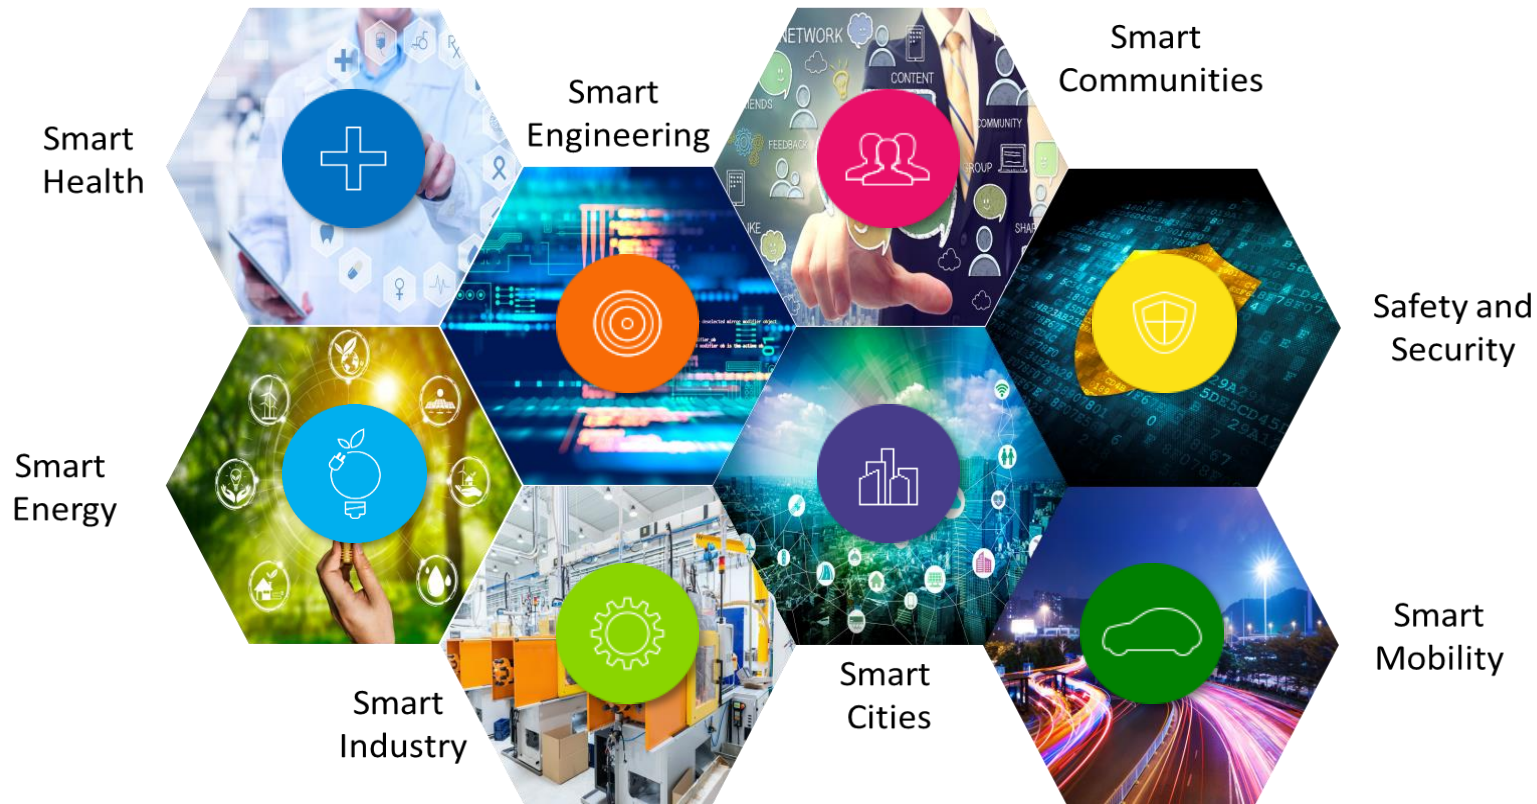 Smart
Health
Smart
Engineering
Smart
Communities
Safety and
Security
Smart
Energy
Smart
Industry
Smart
Cities
Smart
Mobility
NETWORK
CONTENT
COMMUNITY
FEEDBACK